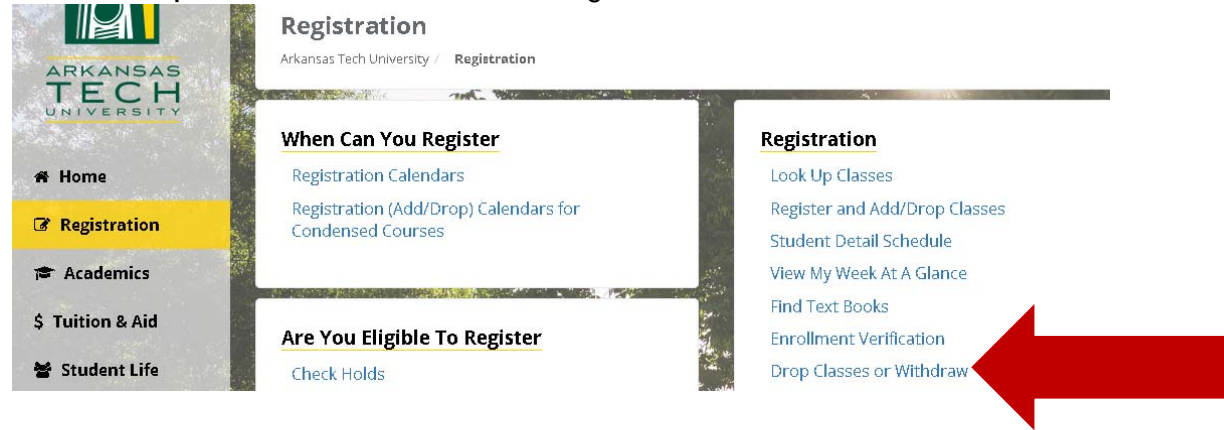 Registration
Arkansas Tech University / Registration
ARKANSAS
TECH
UNIVERSITY
Home
Registration
Academics
$ Tuition & Aid
Student Life
When Can You Register
Registration Calendars
Registration (Add/Drop) Calendars for
Condensed Courses
Are You Eligible To Register
Check Holds
Registration
Look Up Classes
Register and Add/Drop Classes
Student Detail Schedule
View My Week At A Glance
Find Text Books
Enrollment Verification
Drop Classes or Withdraw